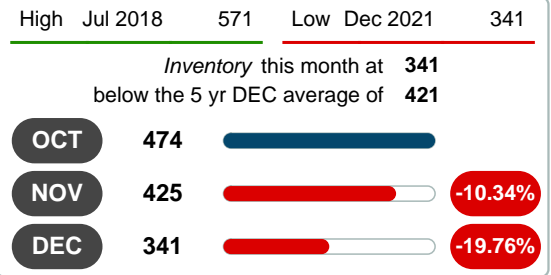 High Jul 2018 571 Low Dec 2021 341
Inventory this month at 341
below the 5 yr DEC average of 421
OCT 474
NOV 425 -10.34%
DEC 341 -19.76%